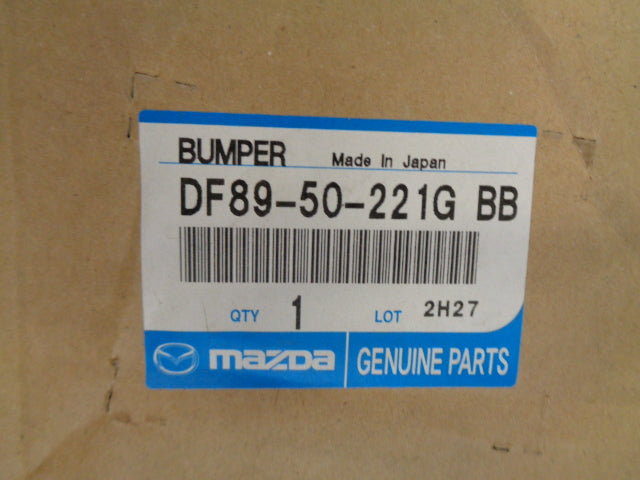 BUMPER Made In Japan
DF89-50-221G BB
QTY 1 LOT 2H27
mazda GENUINE PARTS